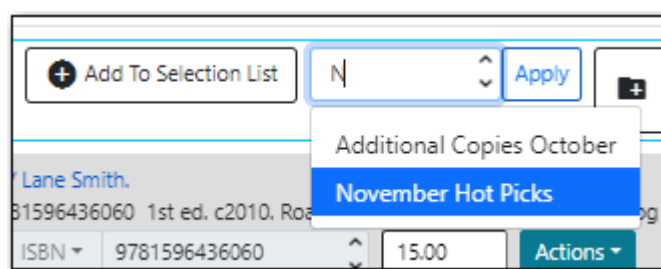 Add To Selection List N Apply
Additional Copies October
November Hot Picks
Lane Smith.
81596436060 1st ed. c2010.
ISBN 9781596436060 15.00 Actions